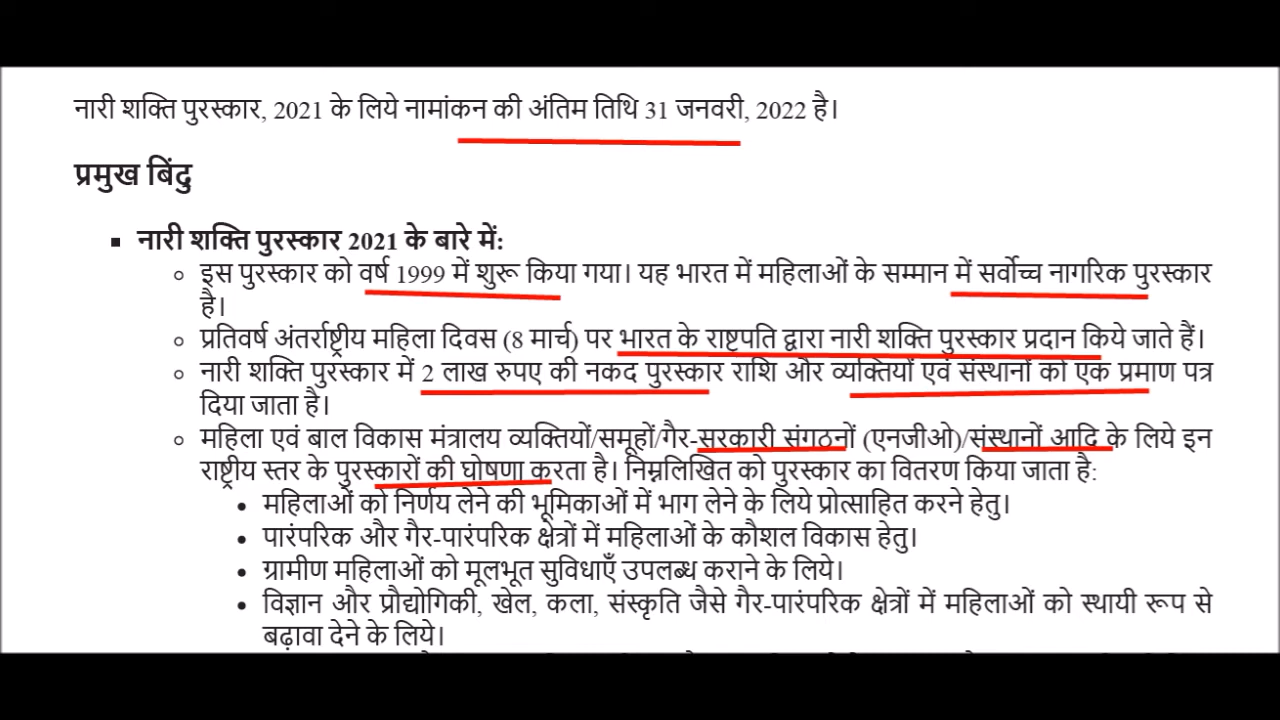 नारी शक्ति पुरस्कार, 2021 के लिये नामांकन की अंतिम तिथि 31 जनवरी, 2022 है।
प्रमुख बिंदु
▪ नारी शक्ति पुरस्कार 2021 के बारे में:
○ इस पुरस्कार को वर्ष 1999 में शुरू किया गया। यह भारत में महिलाओं के सम्मान में सर्वोच्च नागरिक पुरस्कार
है।
○ प्रतिवर्ष अंतर्राष्ट्रीय महिला दिवस (8 मार्च) पर भारत के राष्ट्रपति द्वारा नारी शक्ति पुरस्कार प्रदान किये जाते हैं।
○ नारी शक्ति पुरस्कार में 2 लाख रुपए की नकद पुरस्कार राशि और व्यक्तियों एवं संस्थानों को एक प्रमाण पत्र
दिया जाता है।
○ महिला एवं बाल विकास मंत्रालय व्यक्तियों/समूहों/गैर-सरकारी संगठनों (एनजीओ)/संस्थानों आदि के लिये इन
राष्ट्रीय स्तर के पुरस्कारों की घोषणा करता है। निम्नलिखित को पुरस्कार का वितरण किया जाता है:
• महिलाओं को निर्णय लेने की भूमिकाओं में भाग लेने के लिये प्रोत्साहित करने हेतु।
• पारंपरिक और गैर-पारंपरिक क्षेत्रों में महिलाओं के कौशल विकास हेतु।
• ग्रामीण महिलाओं को मूलभूत सुविधाएँ उपलब्ध कराने के लिये।
• विज्ञान और प्रौद्योगिकी, खेल, कला, संस्कृति जैसे गैर-पारंपरिक क्षेत्रों में महिलाओं को स्थायी रूप से
बढ़ावा देने के लिये।